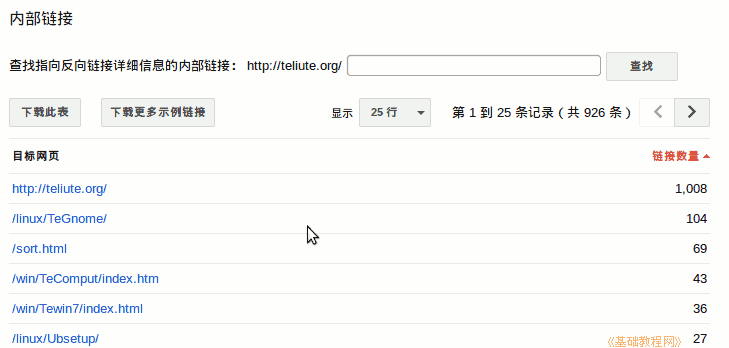 内部链接
查找指向反向链接详细信息的内部链接： http://teliute.org/ 查找
下载此表 下载更多示例链接 显示 25 行 第 1 到 25 条记录 ( 共 926 条 )
目标网页 链接数量
http://teliute.org/ 1,008
/linux/TeGnome/ 104
/sort.html 69
/win/TeComput/index.htm 43
/win/Tewin7/index.html 36
/linux/Ubsetup/ 27
《基础教程网》